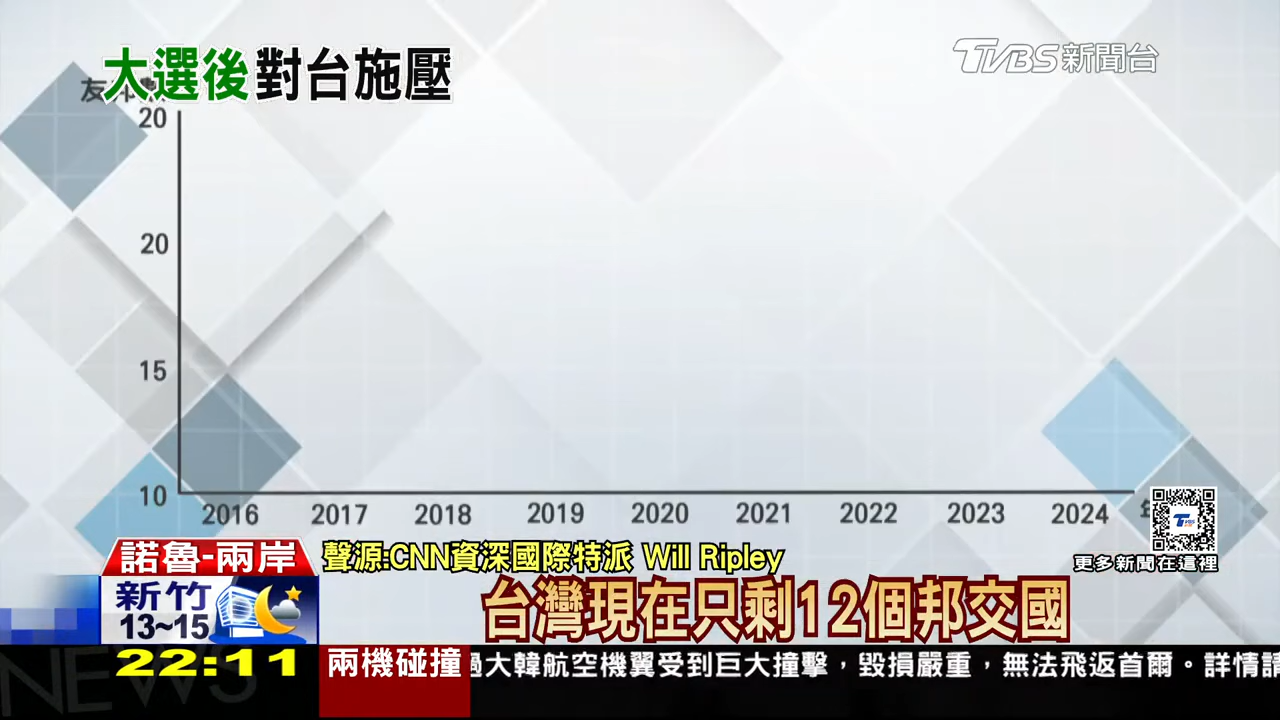 大選後對台施壓
TVBS新聞台
20
20
15
10
2016 2017 2018 2019 2020 2021 2022 2023 2024
更多新聞在這裡
諾魯-兩岸
聲源:CNN資深國際特派 Will Ripley
新竹
13~15
台灣現在只剩12個邦交國
22:11
兩機碰撞
大韓航空機翼受到巨大撞擊,毀損嚴重,無法飛返首爾。詳情